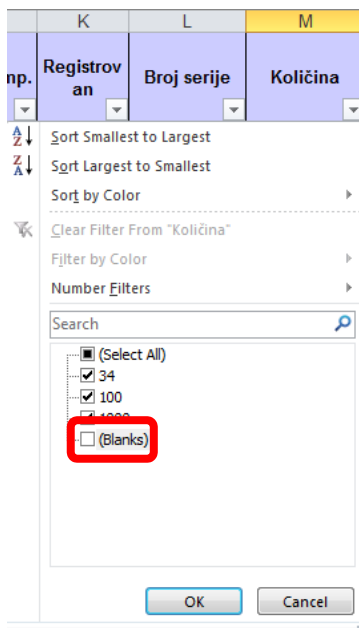 K L M
mp. Registrov
an Broj serije Količina
Sort Smallest to Largest
Sort Largest to Smallest
Sort by Color
Clear Filter From "Količina"
Filter by Color
Number Filters
Search
(Select All)
34
100
(Blanks)
OK Cancel